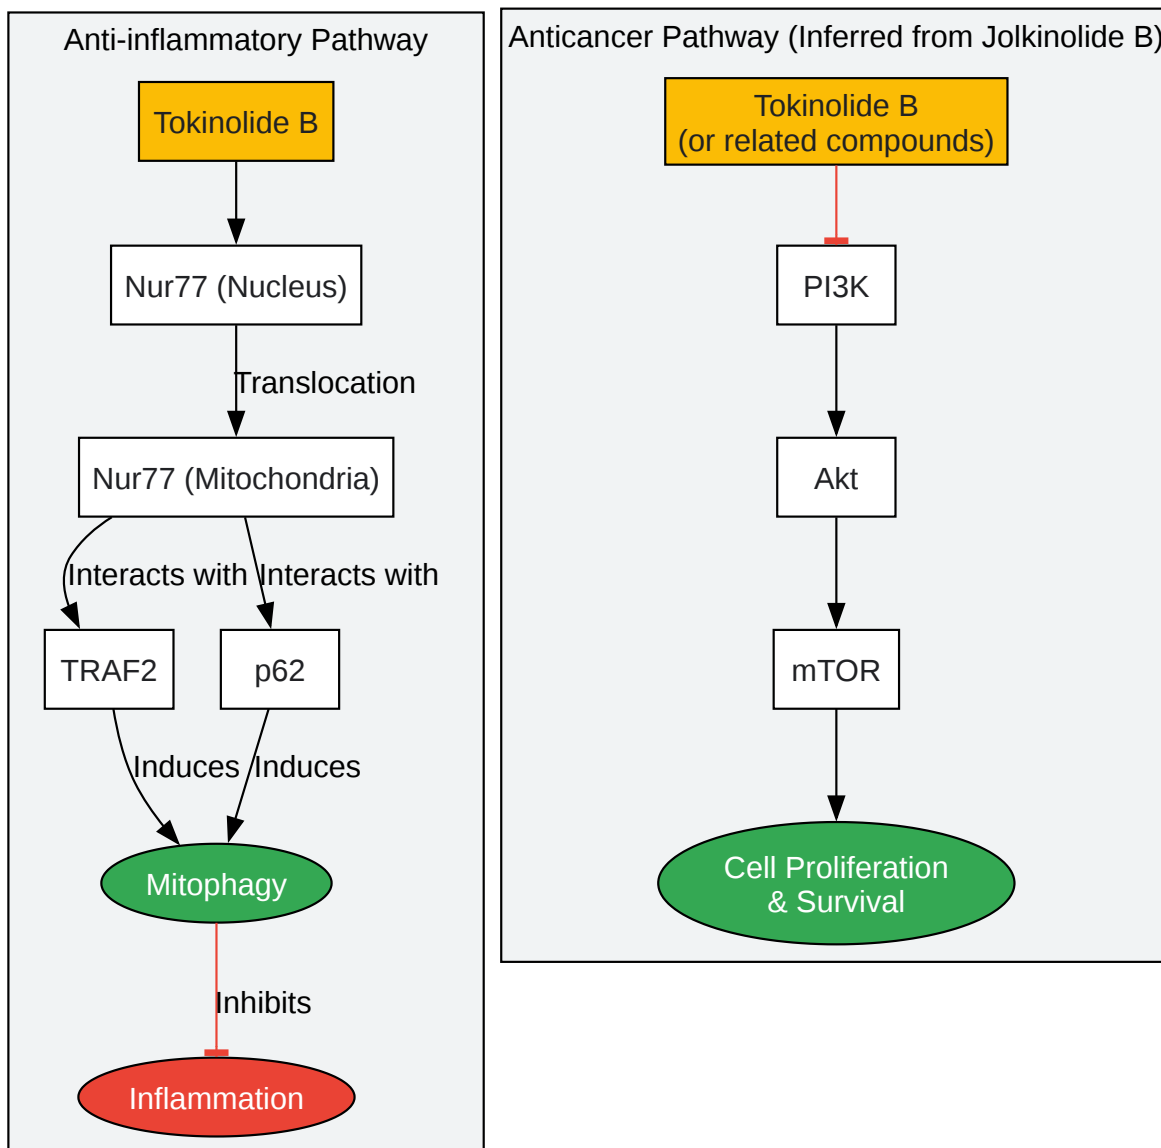 Anti-inflammatory Pathway
Tokinolide B
Nur77 (Nucleus)
Translocation
Nur77 (Mitochondria)
Interacts with
Interacts with
TRAF2
p62
Induces
Induces
Mitophagy
Inhibits
Inflammation
Anticancer Pathway (Inferred from Jolkinolide B)
Tokinolide B
(or related compounds)
PI3K
Akt
mTOR
Cell Proliferation
& Survival